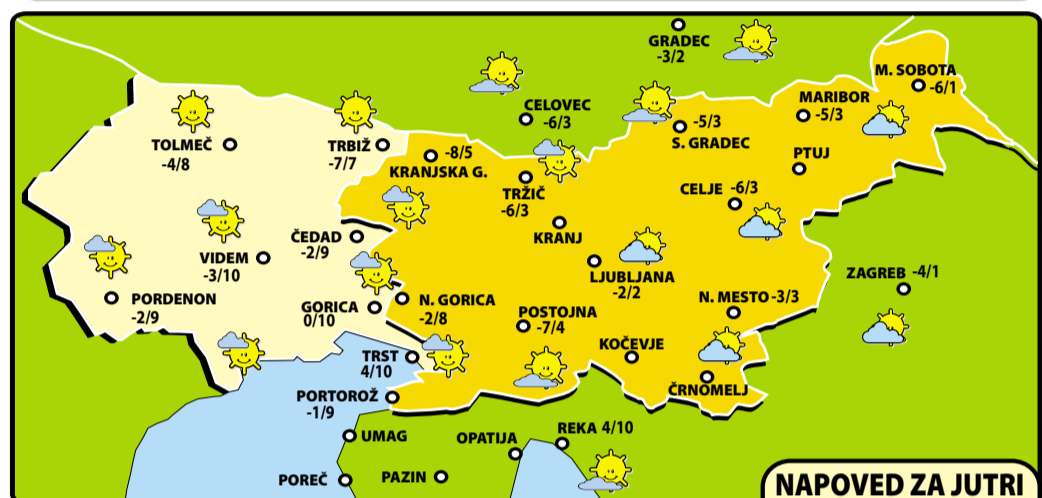 GRADEC
-3/2
M. SOBOTA
-6/1
CELOVEC
-6/3
MARIBOR
-5/3
-5/3
S. GRADEC
TOLMEČ
-4/8
TRBIŽ
-7/7
-8/5
KRANJSKA G.
PTUJ
TRŽIČ
-6/3
CELJE -6/3
KRANJ
ČEDAD
-2/9
VIDEM
-3/10
LJUBLJANA
-2/2
ZAGREB -4/1
PORDENON
-2/9
GORICA
0/10
N. GORICA
-2/8
N. MESTO -3/3
POSTOJNA
-7/4
KOČEVJE
TRST
4/10
ČRNOMELJ
PORTOROŽ
-1/9
UMAG
OPATIJA
REKA 4/10
POREČ
PAZIN
NAPOVED ZA JUTRI